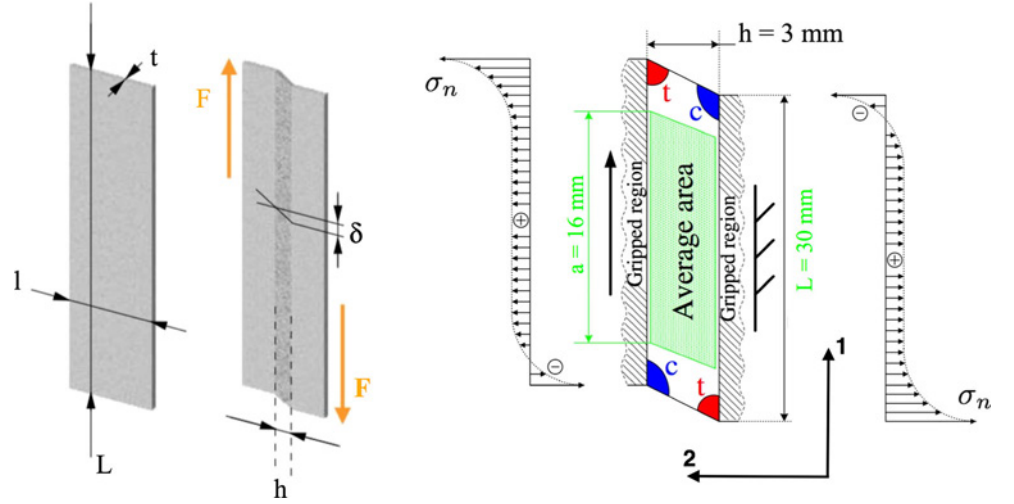 t
F
l
δ
F
L
h
h = 3 mm
σn
t
c
a = 16 mm
Gripped region
Average area
Gripped region
L = 30 mm
c
t
1
2
σn